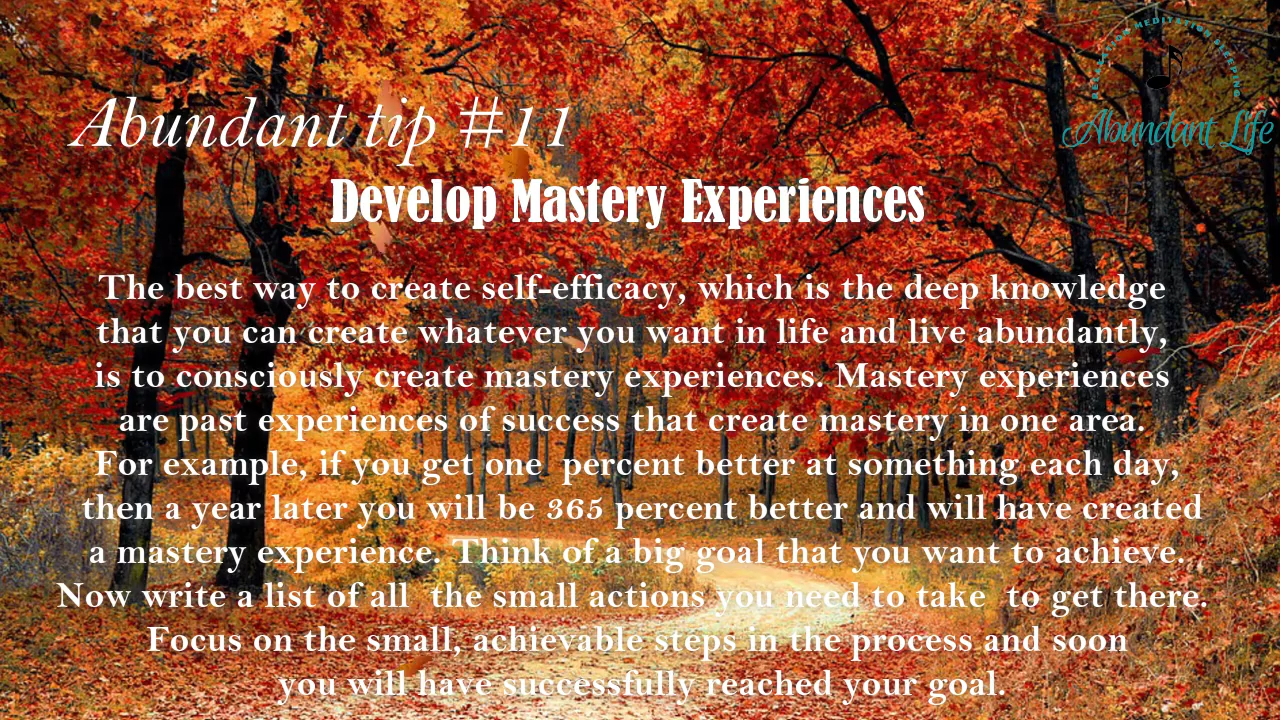 RELAXATION MEDITATION SLEEPING
Abundant Life
Abundant tip #11
Develop Mastery Experiences
The best way to create self-efficacy, which is the deep knowledge
that you can create whatever you want in life and live abundantly,
is to consciously create mastery experiences. Mastery experiences
are past experiences of success that create mastery in one area.
For example, if you get one percent better at something each day,
then a year later you will be 365 percent better and will have created
a mastery experience. Think of a big goal that you want to achieve.
Now write a list of all the small actions you need to take to get there.
Focus on the small, achievable steps in the process and soon
you will have successfully reached your goal.